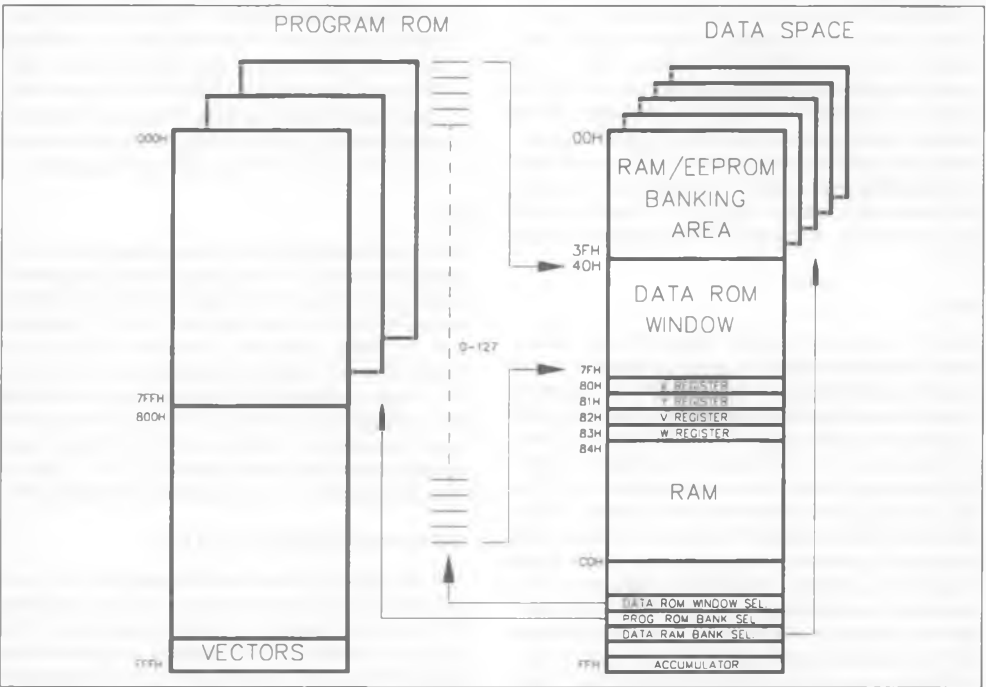 PROGRAM ROM
DATA SPACE
000H
7FFH
800H
VECTORS
FFFH
0-127
00H
RAM/EEPROM
BANKING
AREA
3FH
40H
DATA ROM
WINDOW
7FH
80H
X REGISTER
81H
Y REGISTER
82H
V REGISTER
83H
W REGISTER
84H
RAM
C0H
DATA ROM WINDOW SEL.
PROG ROM BANK SEL
DATA RAM BANK SEL.
FFH
ACCUMULATOR